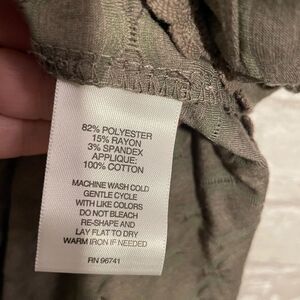 82% POLYESTER
15% RAYON
3% SPANDEX
APPLIQUE:
100% COTTON
MACHINE WASH COLD
GENTLE CYCLE
WITH LIKE COLORS
DO NOT BLEACH
RE-SHAPE AND
LAY FLAT TO DRY
WARM IRON IF NEEDED
RN 96741